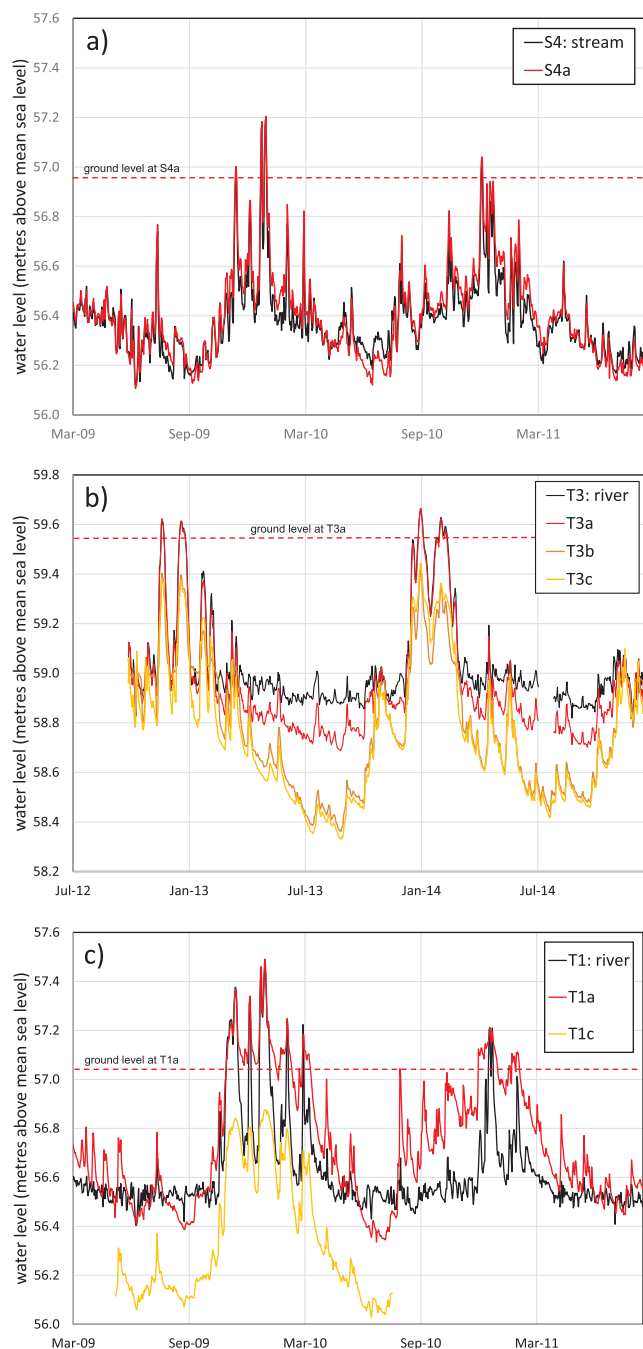 57.6
a)
S4: stream
S4a
57.4
57.2
57.0
ground level at S4a
56.8
56.6
56.4
56.2
56.0
water level (metres above mean sea level)
Mar-09 Sep-09 Mar-10 Sep-10 Mar-11
59.8
b)
T3: river
T3a
T3b
T3c
59.6
ground level at T3a
59.4
59.2
59.0
58.8
58.6
58.4
58.2
water level (metres above mean sea level)
Jul-12 Jan-13 Jul-13 Jan-14 Jul-14
57.6
c)
T1: river
T1a
T1c
57.4
57.2
ground level at T1a
57.0
56.8
56.6
56.4
56.2
56.0
water level (metres above mean sea level)
Mar-09 Sep-09 Mar-10 Sep-10 Mar-11